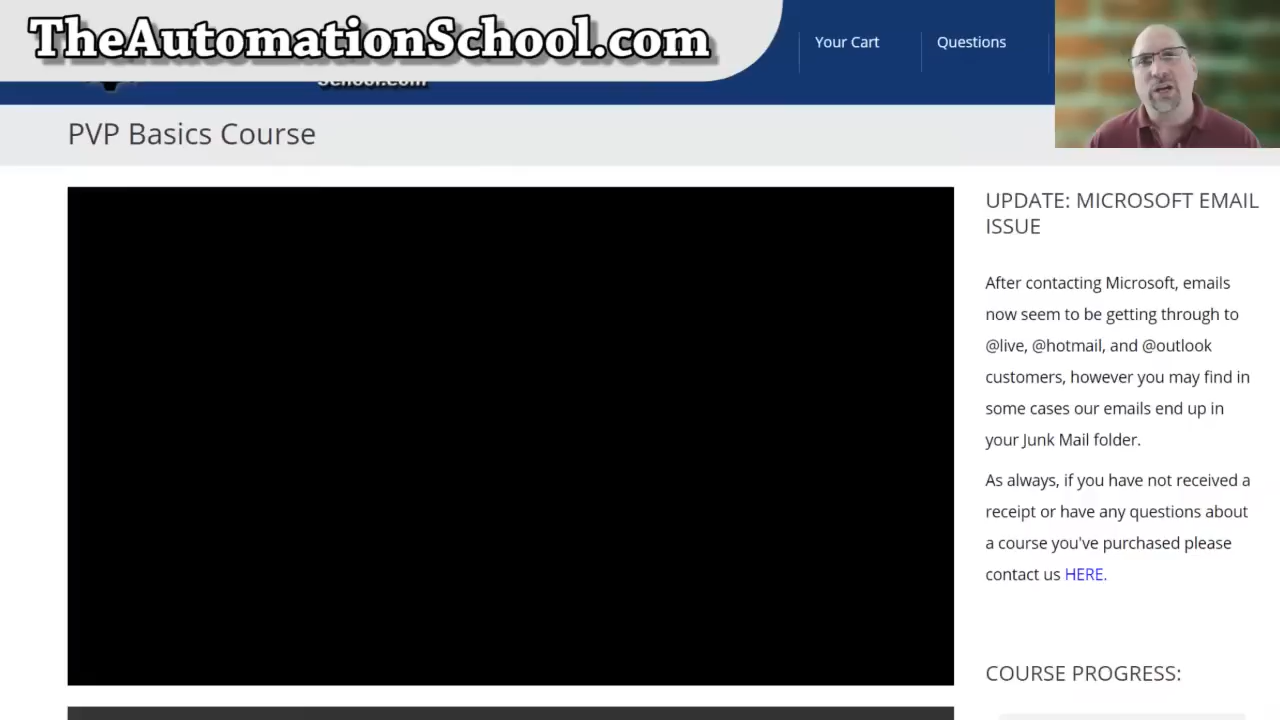 TheAutomationSchool.com
School.com
Your Cart
Questions
PVP Basics Course
UPDATE: MICROSOFT EMAIL
ISSUE
After contacting Microsoft, emails
now seem to be getting through to
@live, @hotmail, and @outlook
customers, however you may find in
some cases our emails end up in
your Junk Mail folder.
As always, if you have not received a
receipt or have any questions about
a course you've purchased please
contact us HERE.
COURSE PROGRESS: